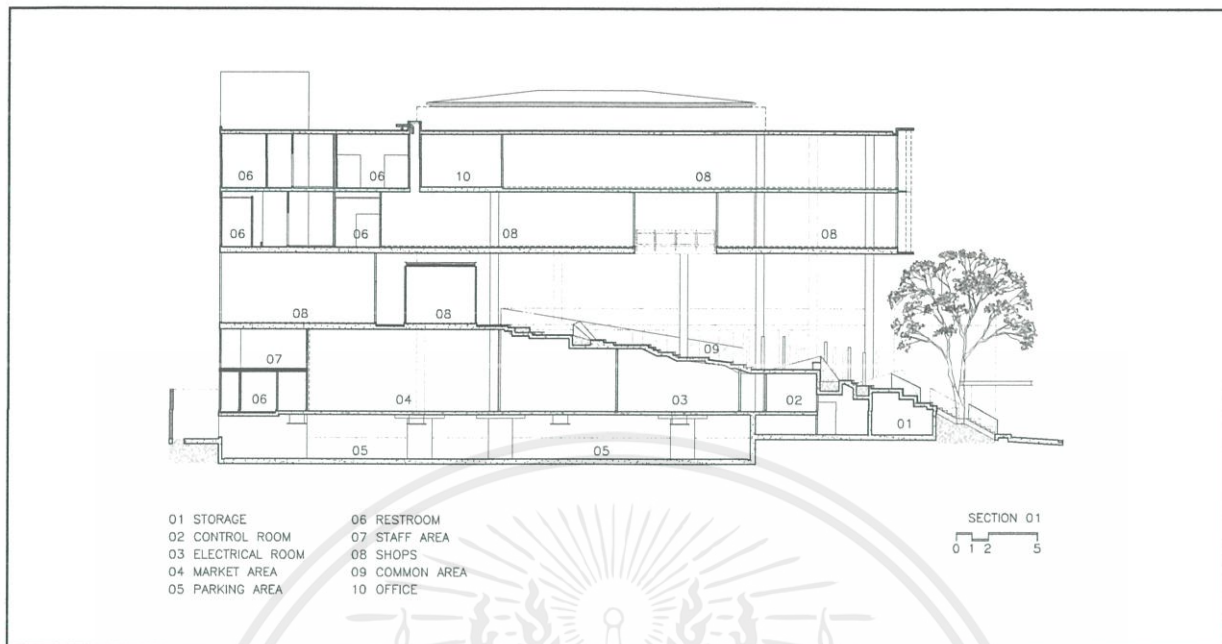 06
06
10
08
06
06
08
08
08
08
09
07
06
04
03
02
01
05
05
01 STORAGE
02 CONTROL ROOM
03 ELECTRICAL ROOM
04 MARKET AREA
05 PARKING AREA
06 RESTROOM
07 STAFF AREA
08 SHOPS
09 COMMON AREA
10 OFFICE
SECTION 01
0 1 2 5